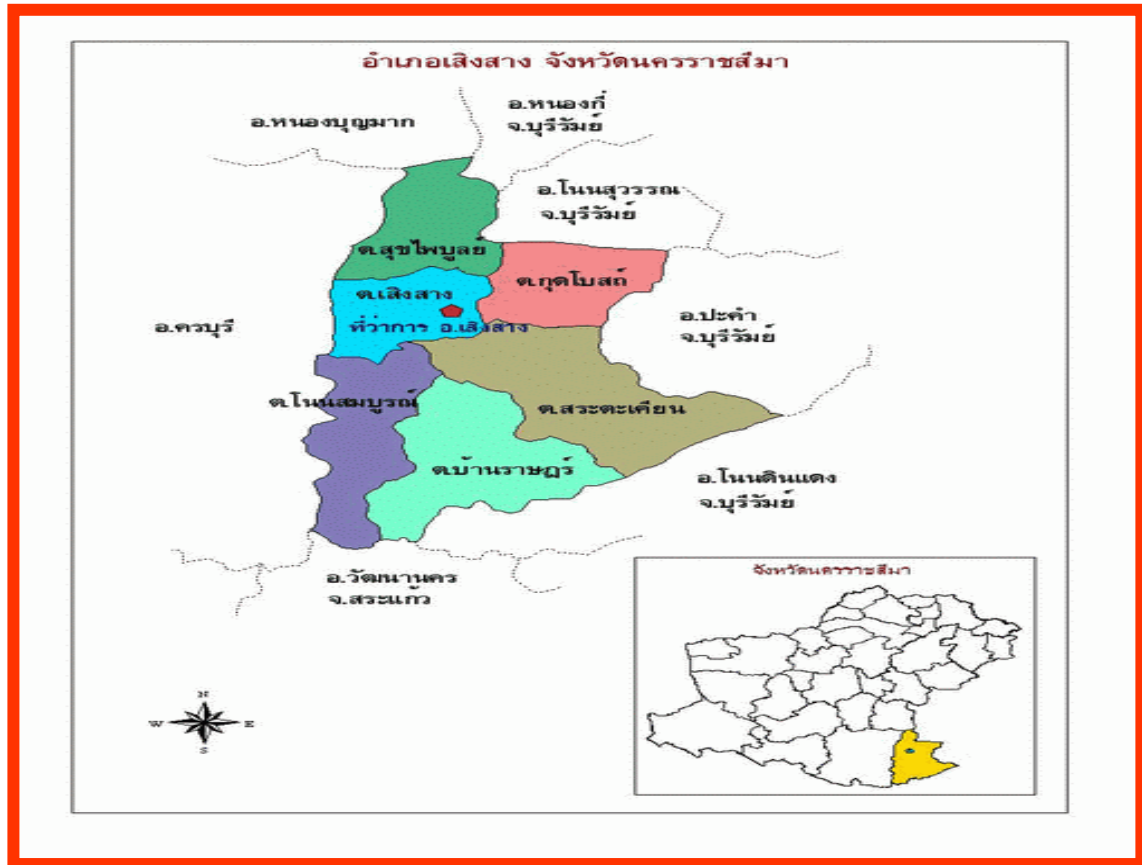 อำเภอเสิงสาง จังหวัดนครราชสีมา
อ.หนองกี่
จ.บุรีรัมย์
อ.หนองบุญมาก
อ.โนนสุวรรณ
จ.บุรีรัมย์
ต.สุขไพบูลย์
ต.กุดโบสถ์
ต.เสิงสาง
อ.ปะคำ
จ.บุรีรัมย์
อ.ครบุรี
ที่ว่าการ อ.เสิงสาง
ต.โนนสมบูรณ์
ต.สระตะเคียน
ต.บ้านราษฎร์
อ.โนนดินแดง
จ.บุรีรัมย์
อ.วัฒนานคร
จ.สระแก้ว
จังหวัดนครราชสีมา
N
W E
S